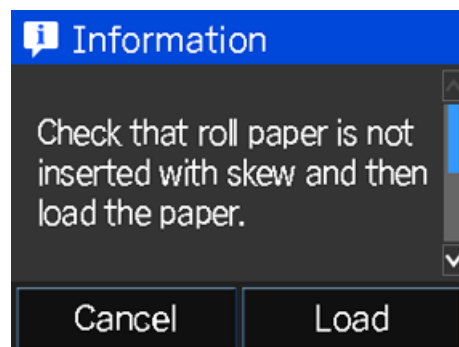 Information
Check that roll paper is not
inserted with skew and then
load the paper.
Cancel Load